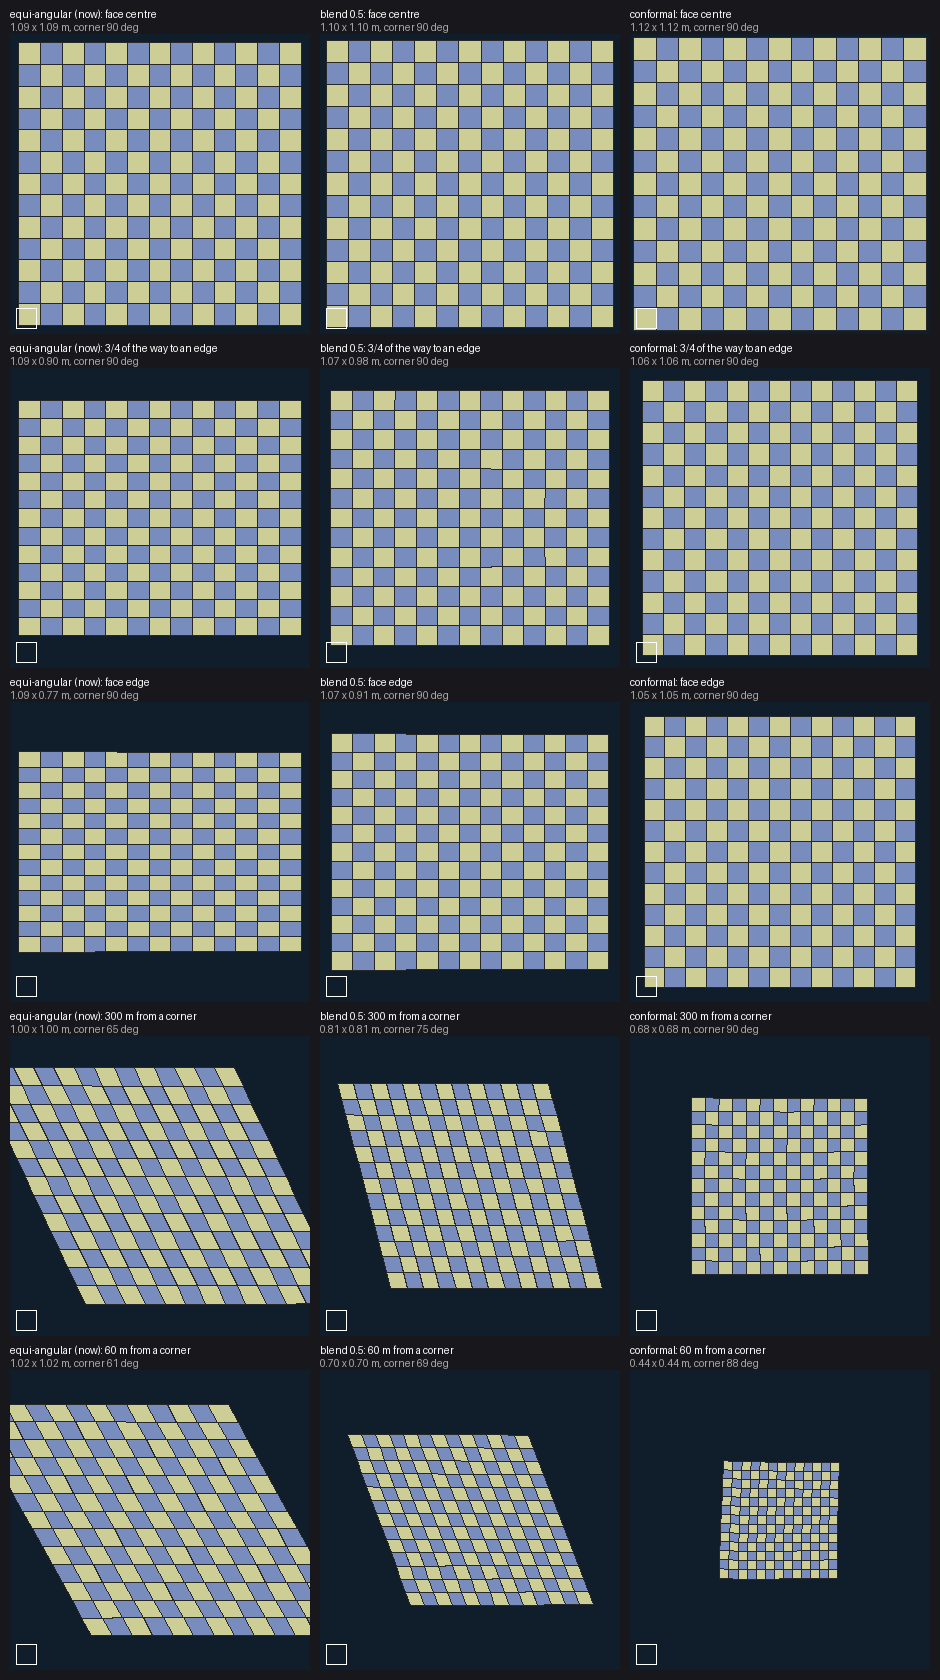 equi-angular (now): face centre
1.09 x 1.09 m, corner 90 deg
blend 0.5: face centre
1.10 x 1.10 m, corner 90 deg
conformal: face centre
1.12 x 1.12 m, corner 90 deg
equi-angular (now): 3/4 of the way to an edge
1.09 x 0.90 m, corner 90 deg
blend 0.5: 3/4 of the way to an edge
1.07 x 0.98 m, corner 90 deg
conformal: 3/4 of the way to an edge
1.06 x 1.06 m, corner 90 deg
equi-angular (now): face edge
1.09 x 0.77 m, corner 90 deg
blend 0.5: face edge
1.07 x 0.91 m, corner 90 deg
conformal: face edge
1.05 x 1.05 m, corner 90 deg
equi-angular (now): 300 m from a corner
1.00 x 1.00 m, corner 65 deg
blend 0.5: 300 m from a corner
0.81 x 0.81 m, corner 75 deg
conformal: 300 m from a corner
0.68 x 0.68 m, corner 90 deg
equi-angular (now): 60 m from a corner
1.02 x 1.02 m, corner 61 deg
blend 0.5: 60 m from a corner
0.70 x 0.70 m, corner 69 deg
conformal: 60 m from a corner
0.44 x 0.44 m, corner 88 deg